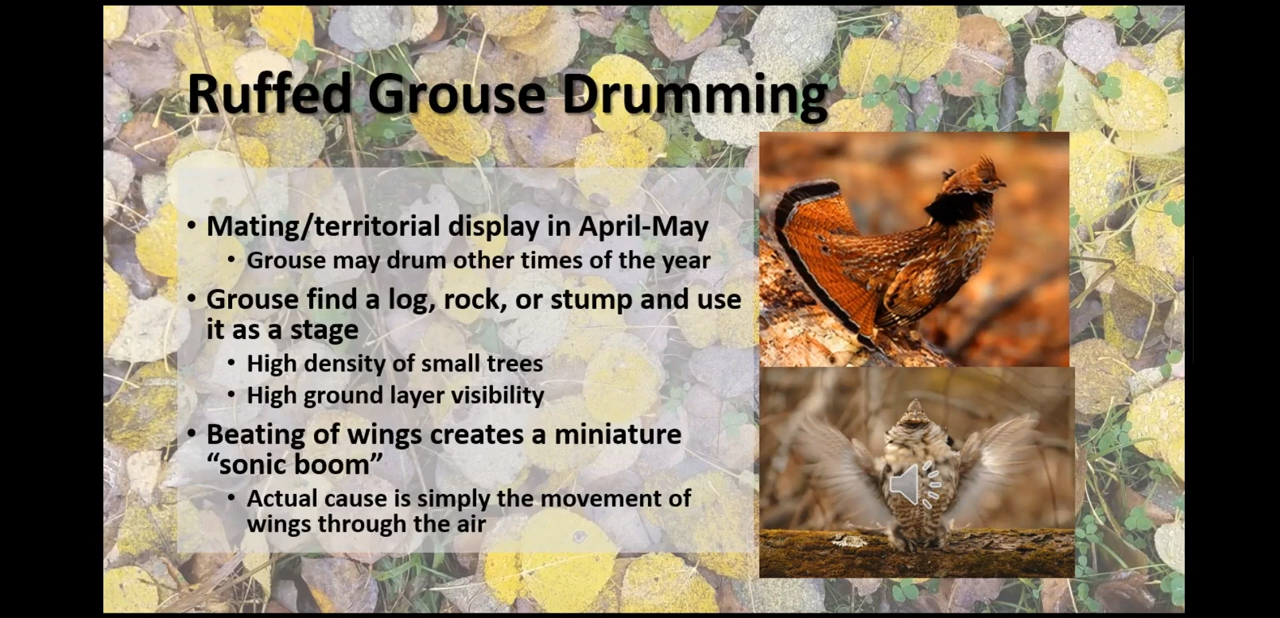 Ruffed Grouse Drumming
• Mating/territorial display in April-May
• Grouse may drum other times of the year
• Grouse find a log, rock, or stump and use
it as a stage
• High density of small trees
• High ground layer visibility
• Beating of wings creates a miniature
“sonic boom”
• Actual cause is simply the movement of
wings through the air